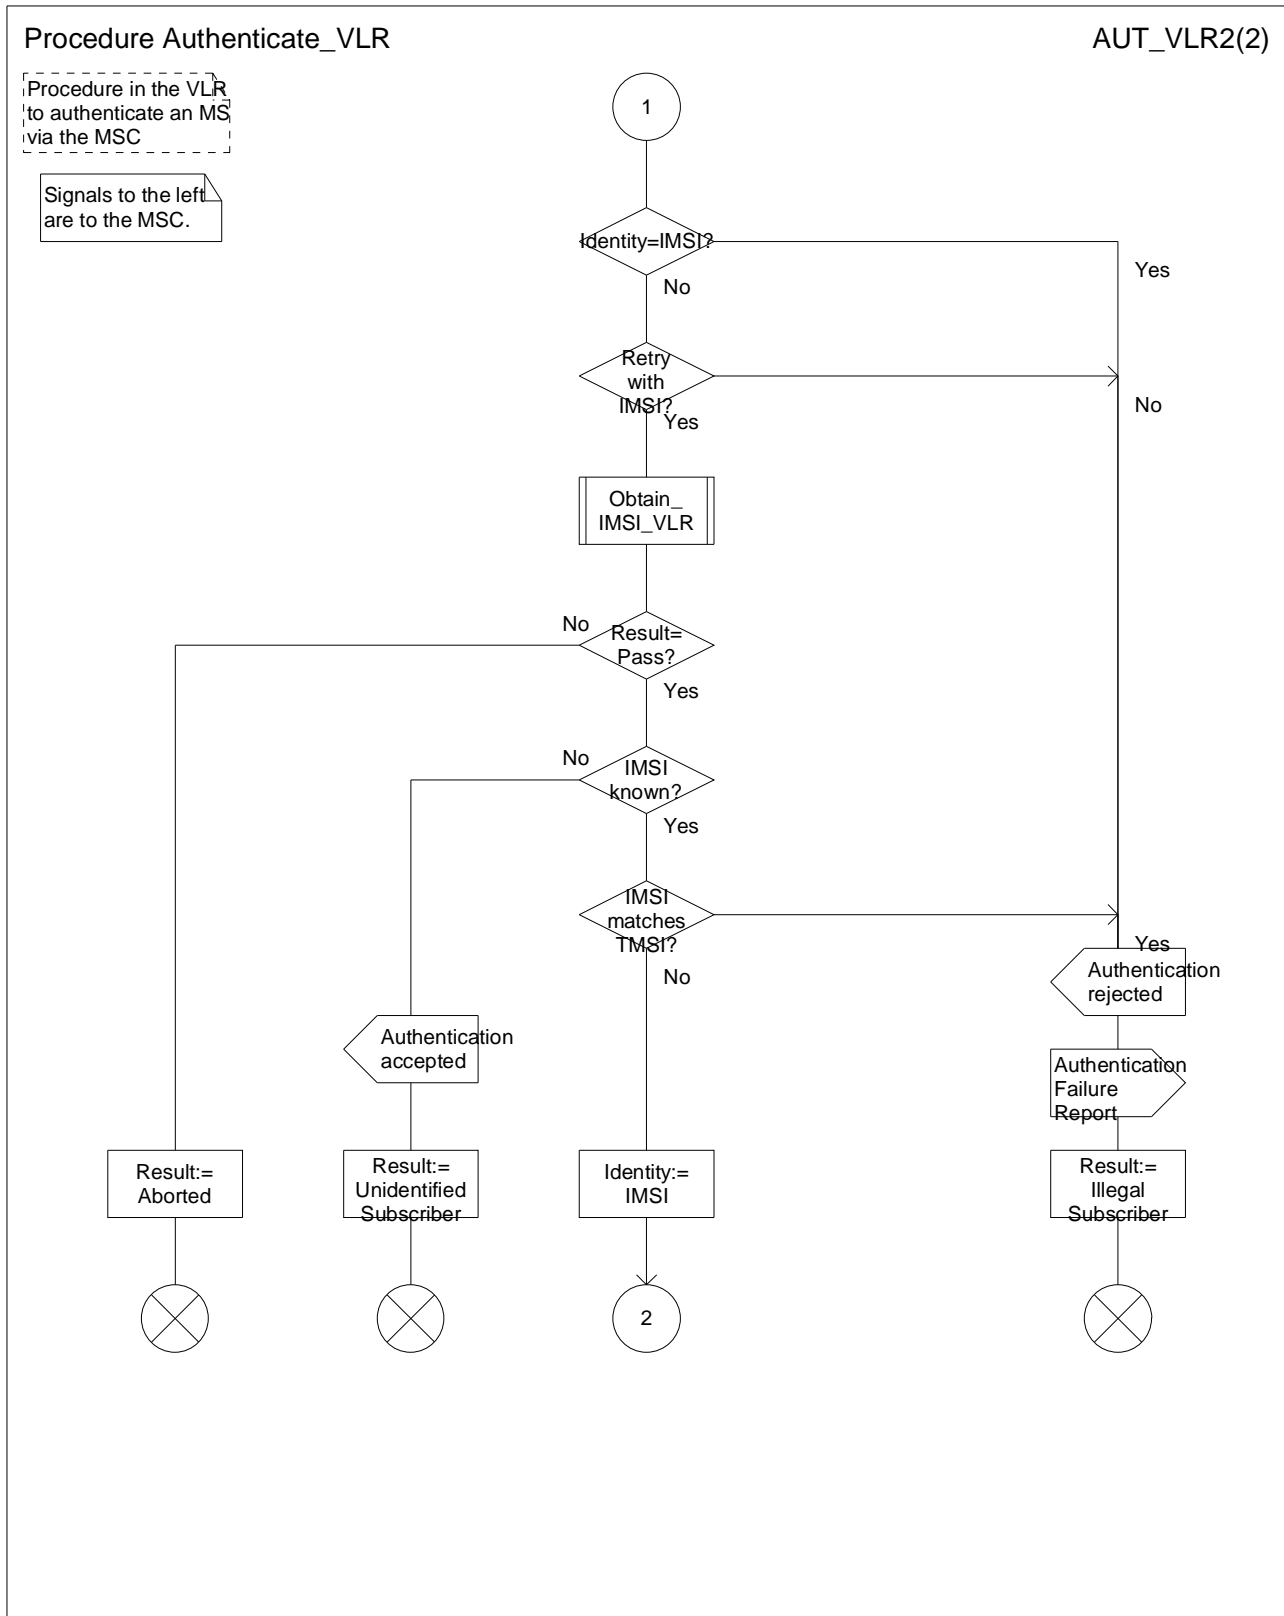 Procedure Authenticate_VLR
AUT_VLR2(2)
Procedure in the VLR
to authenticate an MS
via the MSC
Signals to the left
are to the MSC.
1
Identity=IMSI?
Yes
No
Retry
with
IMSI?
No
Yes
Obtain_
IMSI_VLR
No
Result=
Pass?
Yes
No
IMSI
known?
Yes
IMSI
matches
TMSI?
Yes
No
Authentication
rejected
Authentication
accepted
Authentication
Failure
Report
Result:=
Aborted
Result:=
Unidentified
Subscriber
Identity:=
IMSI
Result:=
Illegal
Subscriber
2